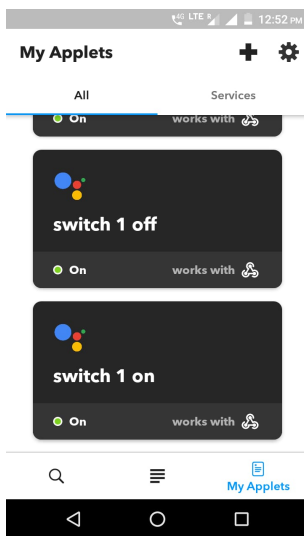 4G LTE R 12:52 PM
My Applets
All Services
On works with
switch 1 off
On works with
switch 1 on
On works with
My Applets